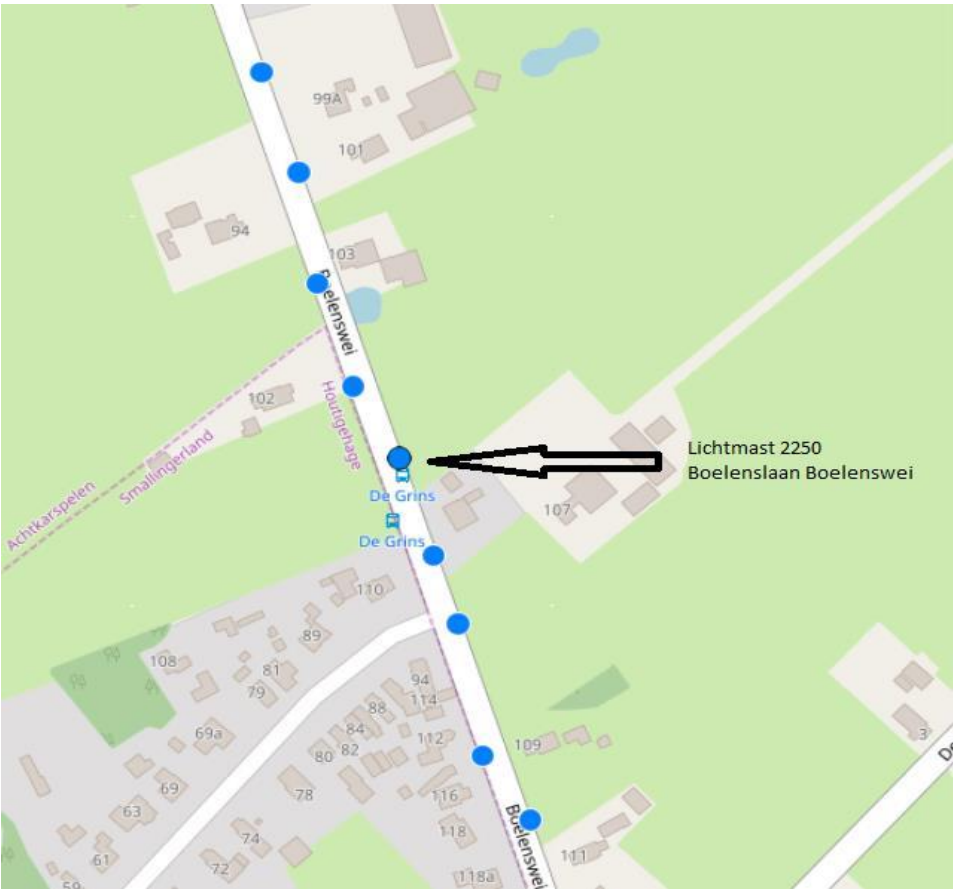 99A
101
94
103
Boelenswei
102
Houtigehage
Smallingerland
Achtkarspelen
Lichtmast 2250
Boelenslaan Boelenswei
De Grins
107
De Grins
110
89
108
81
79
94
114
88
84
82
80
112
69a
109
3
69
78
116
63
118
74
61
72
111
59
118a
Boelenswei